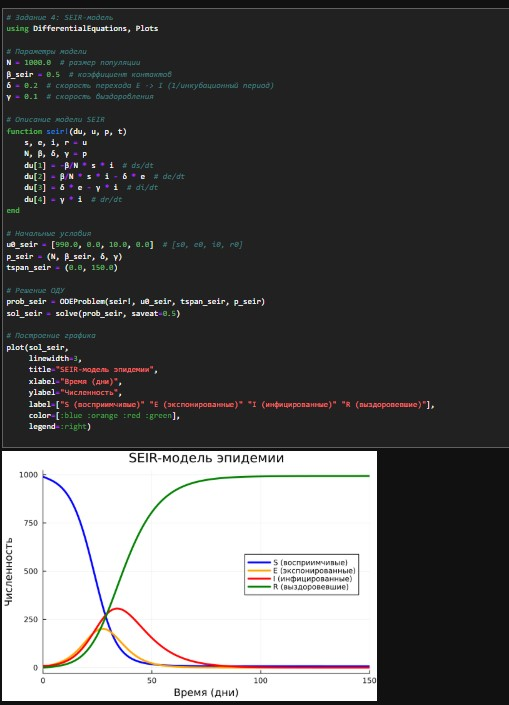 # Задание 4: SEIR-модель
using DifferentialEquations, Plots
# Параметры модели
N = 1000.0  # размер популяции
β_seir = 0.5  # коэффициент контактов
δ = 0.2  # скорость перехода E -> I (1/инкубационный период)
γ = 0.1  # скорость выздоровления
# Описание модели SEIR
function seir!(du, u, p, t)
    s, e, i, r = u
    N, β, δ, γ = p
    du[1] = -β/N * s * i  # ds/dt
    du[2] = β/N * s * i - δ * e  # de/dt
    du[3] = δ * e - γ * i  # di/dt
    du[4] = γ * i  # dr/dt
end
# Начальные условия
u0_seir = [990.0, 0.0, 10.0, 0.0]  # [s0, e0, i0, r0]
p_seir = (N, β_seir, δ, γ)
tspan_seir = (0.0, 150.0)
# Решение ОДУ
prob_seir = ODEProblem(seir!, u0_seir, tspan_seir, p_seir)
sol_seir = solve(prob_seir, saveat=0.5)
# Построение графика
plot(sol_seir,
    linewidth=3,
    title="SEIR-модель эпидемии",
    xlabel="Время (дни)",
    ylabel="Численность",
    label=["S (восприимчивые)" "E (экспонированные)" "I (инфицированные)" "R (выздоровевшие)"],
    color=[:blue :orange :red :green],
    legend=:right)
SEIR-модель эпидемии
1000
750
500
250
0
Численность
S (восприимчивые)
E (экспонированные)
I (инфицированные)
R (выздоровевшие)
0 50 100 150
Время (дни)